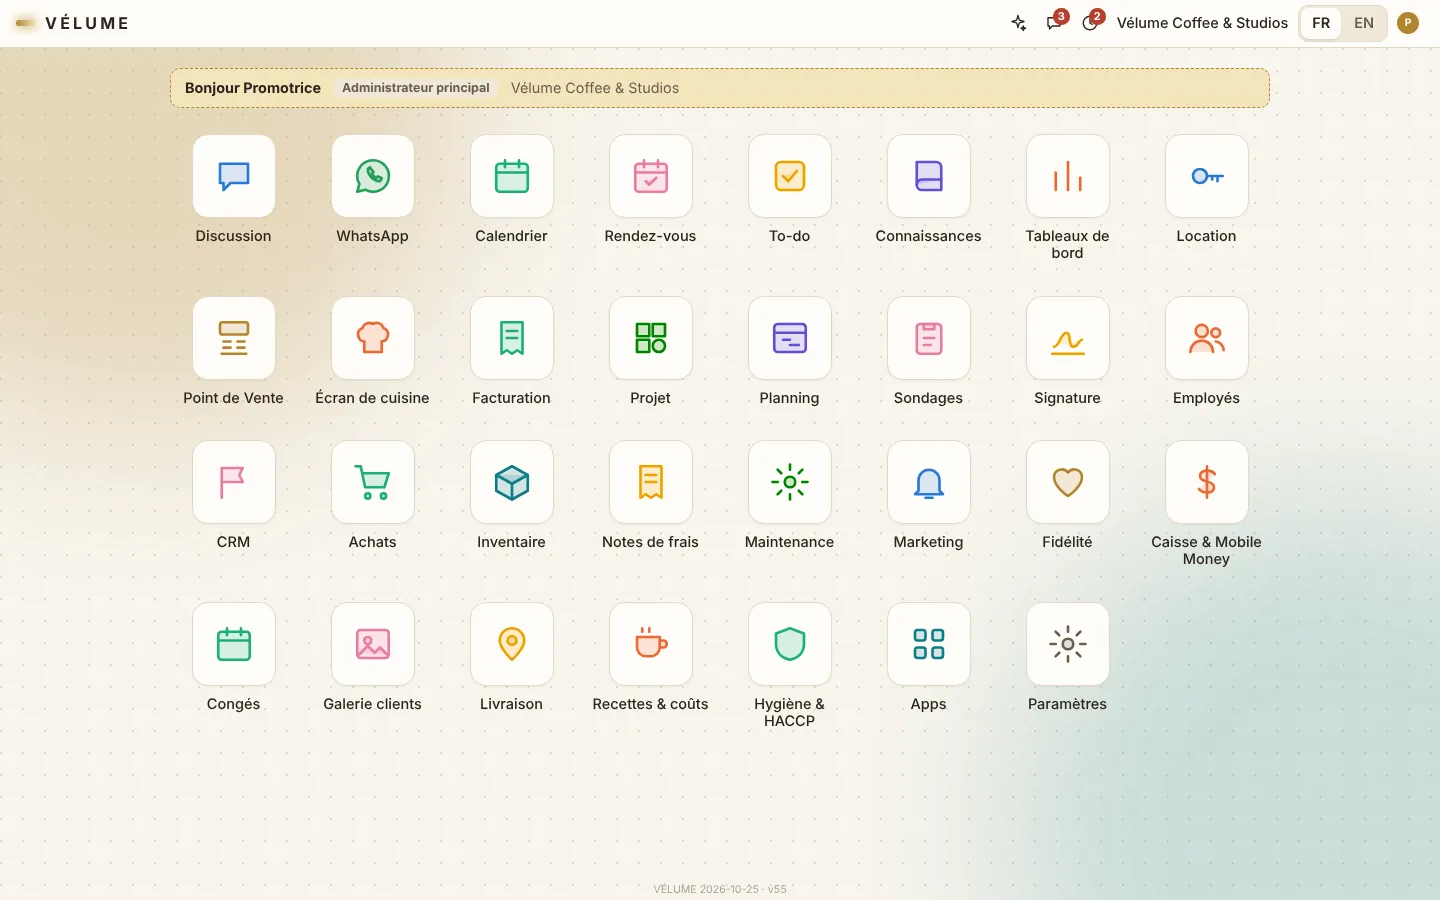 VÉLUME
3
2
Vélume Coffee & Studios
FR
EN
P
Bonjour Promotrice
Administrateur principal
Vélume Coffee & Studios
Discussion
WhatsApp
Calendrier
Rendez-vous
To-do
Connaissances
Tableaux de
bord
Location
Point de Vente
Écran de cuisine
Facturation
Projet
Planning
Sondages
Signature
Employés
CRM
Achats
Inventaire
Notes de frais
Maintenance
Marketing
Fidélité
Caisse & Mobile
Money
Congés
Galerie clients
Livraison
Recettes & coûts
Hygiène &
HACCP
Apps
Paramètres
VÉLUME 2026-10-25 · v55